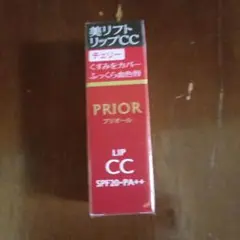 美リフト
リップCC
チェリー
くすみをカバー
ふっくら血色唇
PRIOR
プリオール
LIP
CC
SPF20・PA++